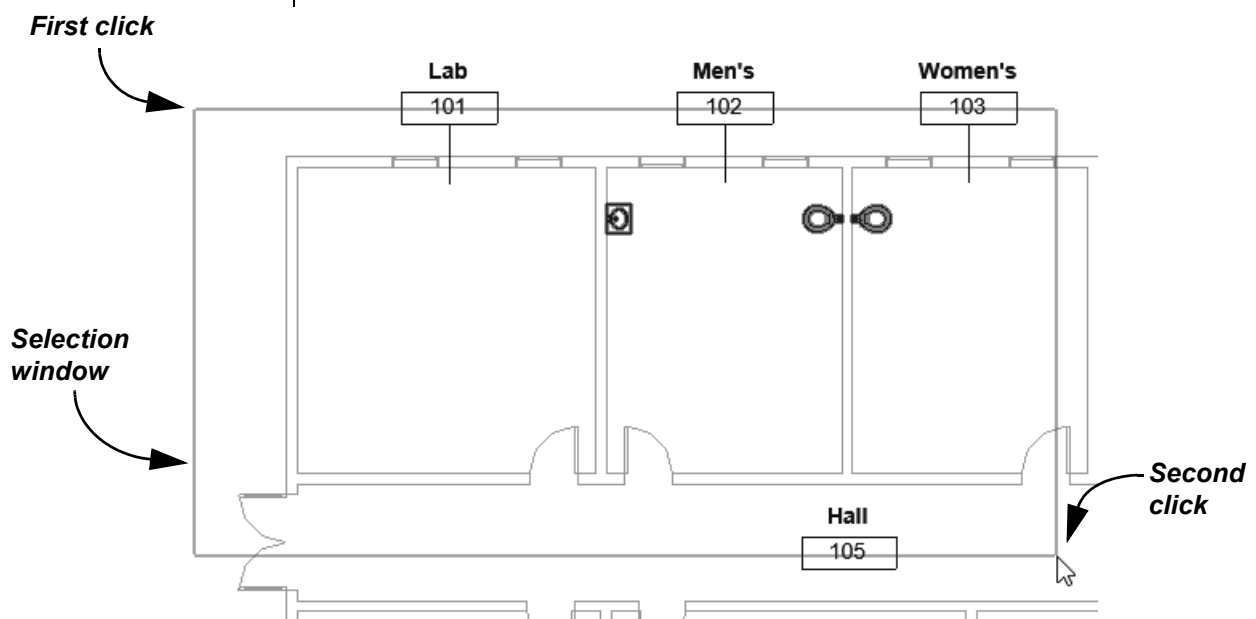 First click
Lab
Men's
Women's
101
102
103
Selection
window
Second
click
Hall
105